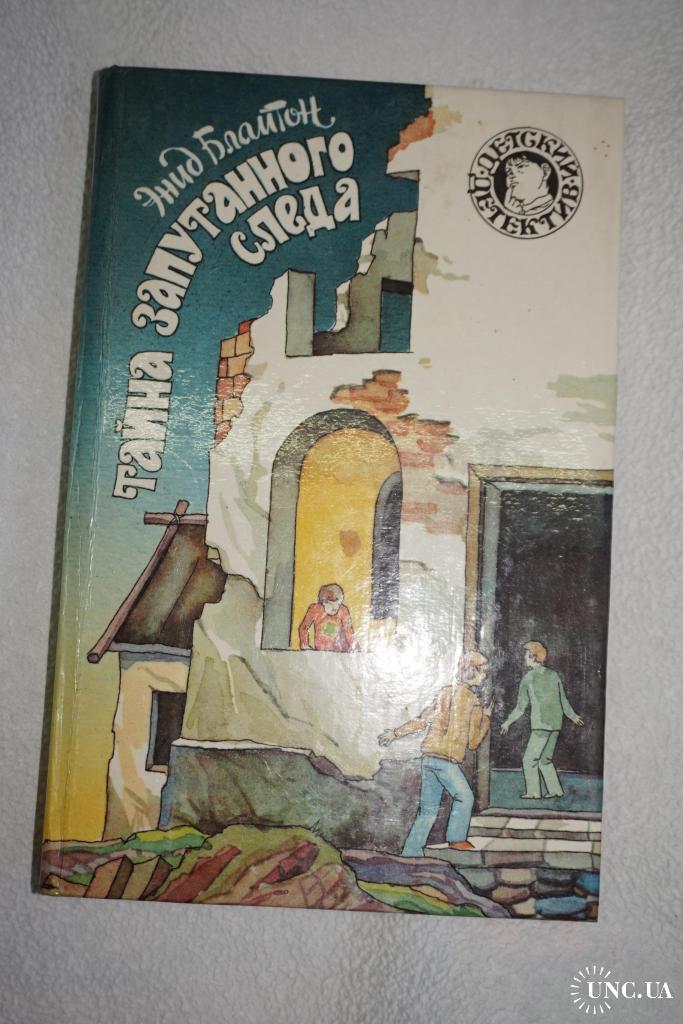 Энид Блайтон
ТАЙНА ЗАПУТАННОГО
СЛЕДА
ДЕТСКИЙ
ДЕТЕКТИВ
UNC.UA